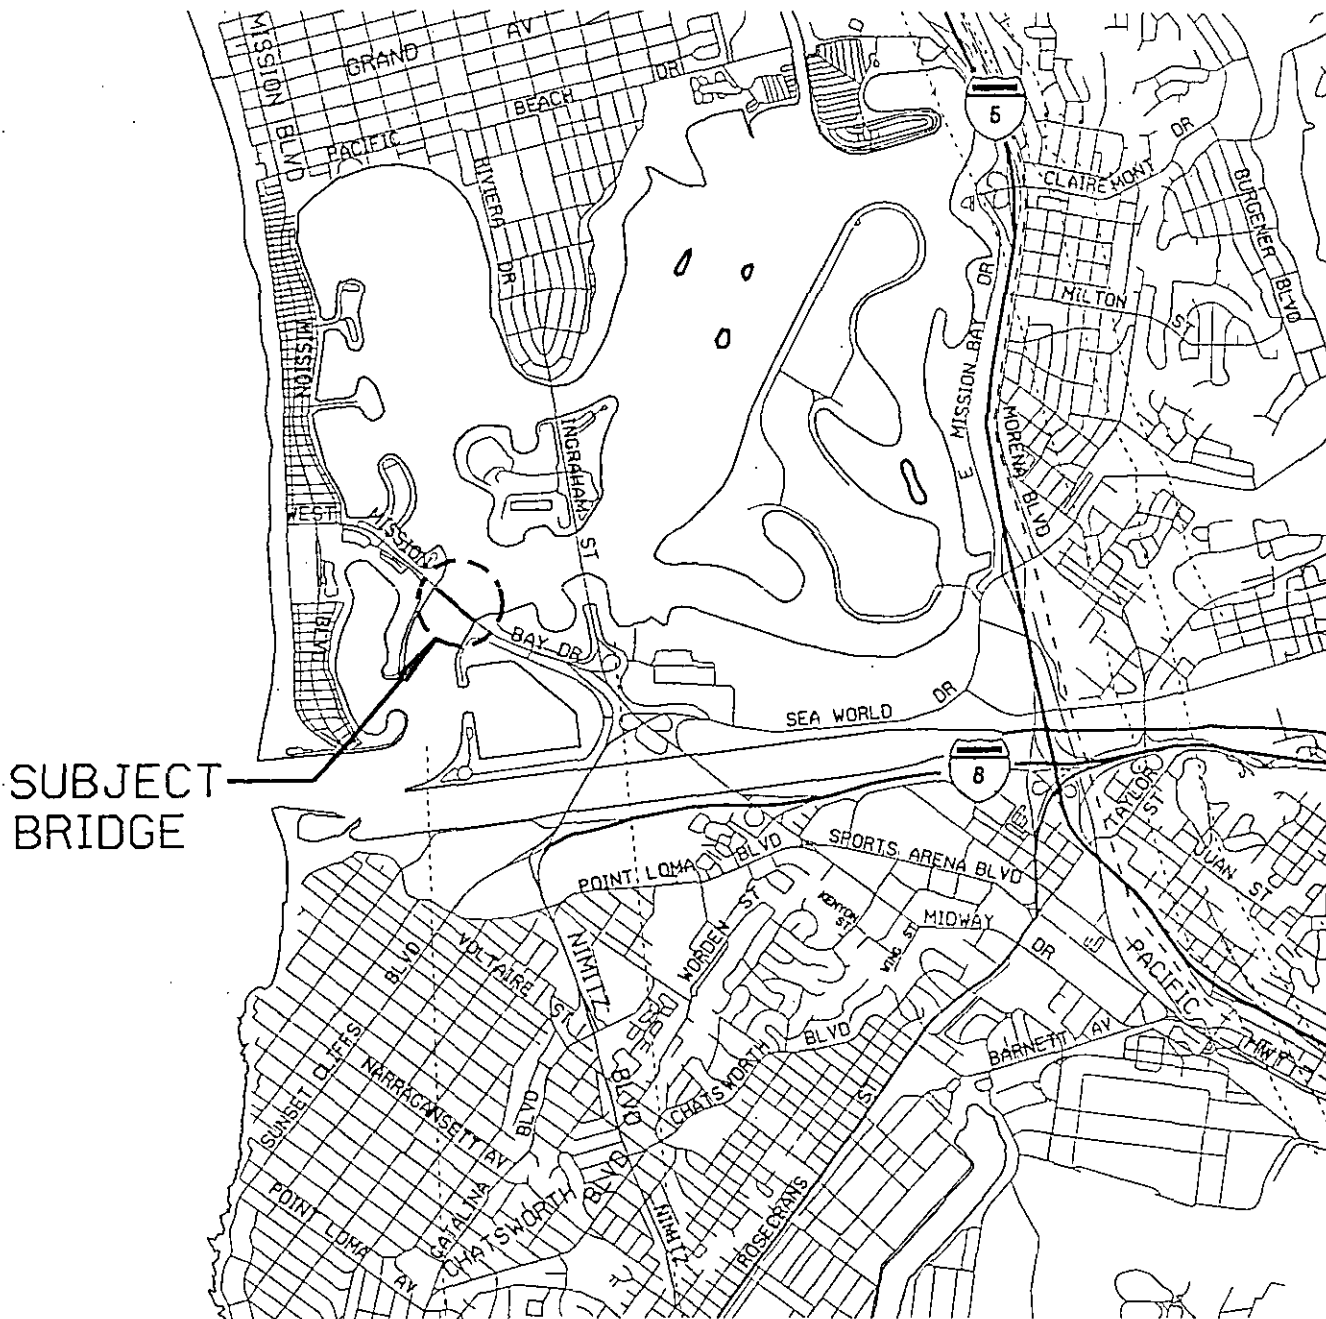 MISSION BLVD
GRAND
AV
BEACH
DR
PACIFIC
RIVIERA
DR
5
CLAIREMONT
DR
BURGENER BLVD
MILTON
ST
E MISSION BAY DR
MORENA BLVD
MISSION
INGRAHAM ST
WEST
MISSION
BAY DR
BLVD
SEA WORLD
DR
8
SUBJECT
BRIDGE
TAYLOR
ST
JUAN ST
POINT LOMA
BLVD
SPORTS ARENA BLVD
KENYON
ST
MIDWAY
DR
WING ST
WORDEN
ST
NIMITZ
BLVD
VOLTAIRE
ST
SUNSET CLIFFS
BLVD
PACIFIC
HWY
BARNETT AV
CHATSWORTH
BLVD
NARRAGANSETT AV
CATALINA
BLVD
POINT LOMA
AV
CHATSWORTH
BLVD
NIMITZ
ROSECRANS
ST